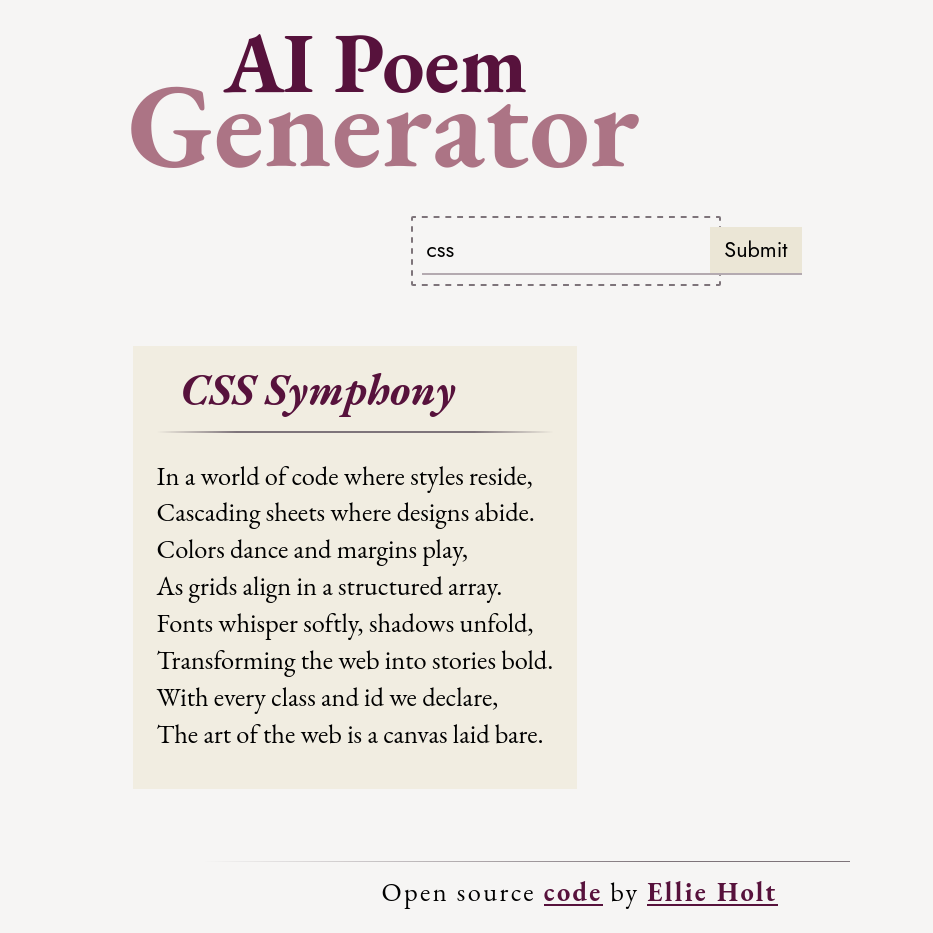 AI Poem
Generator
css
Submit
CSS Symphony
In a world of code where styles reside,
Cascading sheets where designs abide.
Colors dance and margins play,
As grids align in a structured array.
Fonts whisper softly, shadows unfold,
Transforming the web into stories bold.
With every class and id we declare,
The art of the web is a canvas laid bare.
Open source code by Ellie Holt